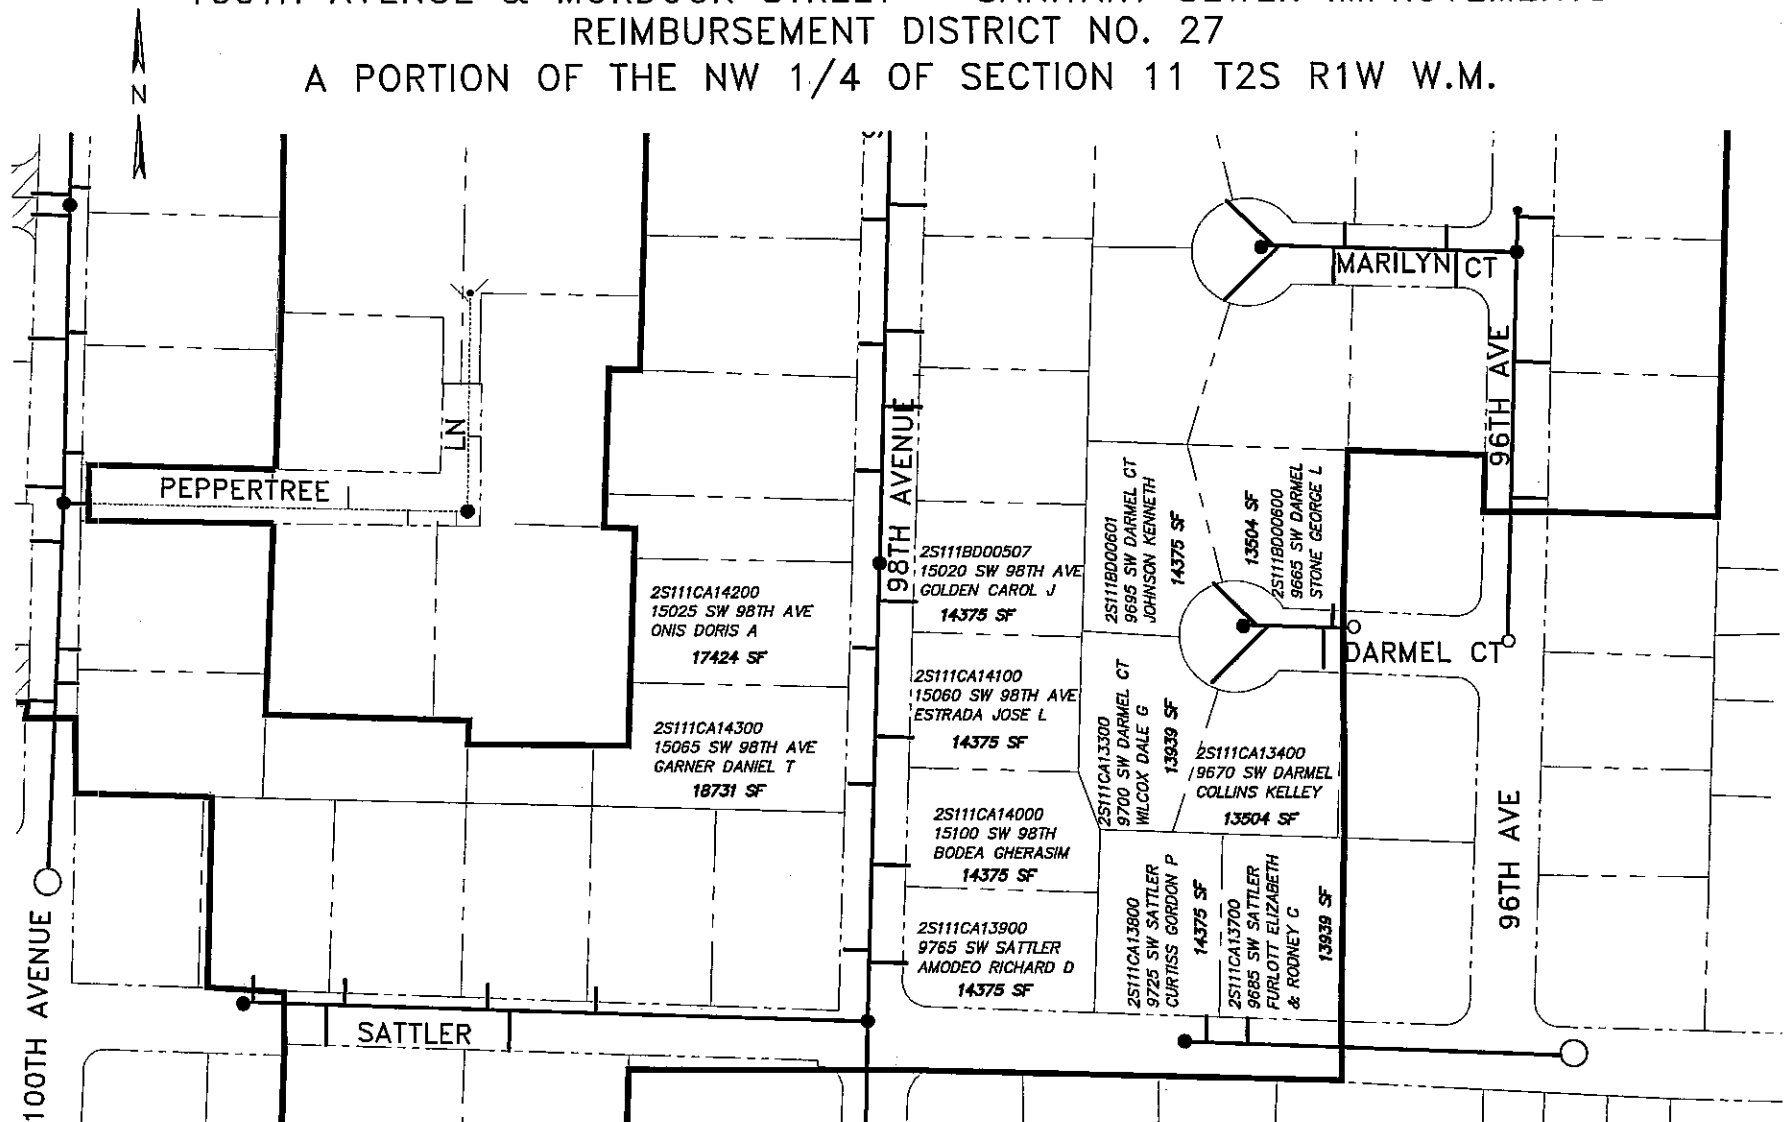 REIMBURSEMENT DISTRICT NO. 27
A PORTION OF THE NW 1/4 OF SECTION 11 T2S R1W W.M.
N
MARILYN CT
96TH AVE
LN
PEPPERTREE
98TH AVENUE
2S111BD00601
9695 SW DARMEL CT
JOHNSON KENNETH
14375 SF
13504 SF
2S111BD00600
9665 SW DARMEL
STONE GEORGE L
2S111BD00507
15020 SW 98TH AVE
GOLDEN CAROL J
14375 SF
2S111CA14200
15025 SW 98TH AVE
ONIS DORIS A
17424 SF
DARMEL CT
2S111CA14100
15060 SW 98TH AVE
ESTRADA JOSE L
14375 SF
2S111CA13300
9700 SW DARMEL CT
WILCOX DALE G
13939 SF
2S111CA14300
15065 SW 98TH AVE
GARNER DANIEL T
18731 SF
2S111CA13400
9670 SW DARMEL
COLLINS KELLEY
13504 SF
2S111CA14000
15100 SW 98TH
BODEA GHERASIM
14375 SF
96TH AVE
2S111CA13800
9725 SW SATTLER
CURTISS GORDON P
14375 SF
2S111CA13700
9685 SW SATTLER
FURLOTT ELIZABETH
& RODNEY C
13939 SF
2S111CA13900
9765 SW SATTLER
AMODEO RICHARD D
14375 SF
100TH AVENUE
SATTLER